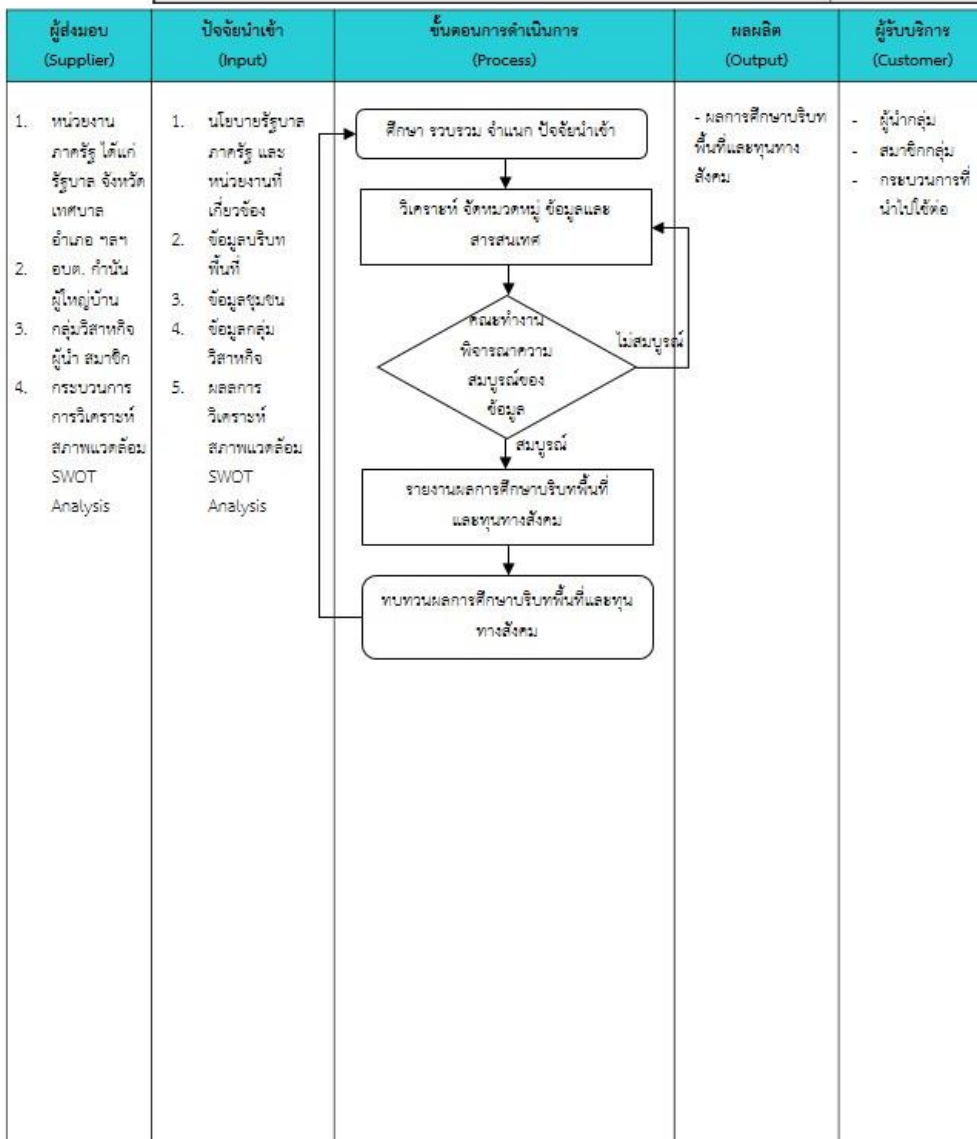 ผู้ส่งมอบ
(Supplier)
ปัจจัยนำเข้า
(Input)
ขั้นตอนการดำเนินการ
(Process)
ผลผลิต
(Output)
ผู้รับบริการ
(Customer)
1. หน่วยงาน
ภาครัฐ ได้แก่
รัฐบาล จังหวัด
เทศบาล
อำเภอ ฯลฯ
2. อบต. กำนัน
ผู้ใหญ่บ้าน
3. กลุ่มวิสาหกิจ
ผู้นำ สมาชิก
4. กระบวนการ
การวิเคราะห์
สภาพแวดล้อม
SWOT
Analysis
1. นโยบายรัฐบาล
ภาครัฐ และ
หน่วยงานที่
เกี่ยวข้อง
2. ข้อมูลบริบท
พื้นที่
3. ข้อมูลชุมชน
4. ข้อมูลกลุ่ม
วิสาหกิจ
5. ผลลการ
วิเคราะห์
สภาพแวดล้อม
SWOT
Analysis
ศึกษา รวบรวม จำแนก ปัจจัยนำเข้า
วิเคราะห์ จัดหมวดหมู่ ข้อมูลและ
สารสนเทศ
คณะทำงาน
พิจารณาความ
สมบูรณ์ของ
ข้อมูล
ไม่สมบูรณ์
สมบูรณ์
รายงานผลการศึกษาบริบทพื้นที่
และทุนทางสังคม
ทบทวนผลการศึกษาบริบทพื้นที่และทุน
ทางสังคม
- ผลการศึกษาบริบท
พื้นที่และทุนทาง
สังคม
- ผู้นำกลุ่ม
- สมาชิกกลุ่ม
- กระบวนการที่
นำไปใช้ต่อ